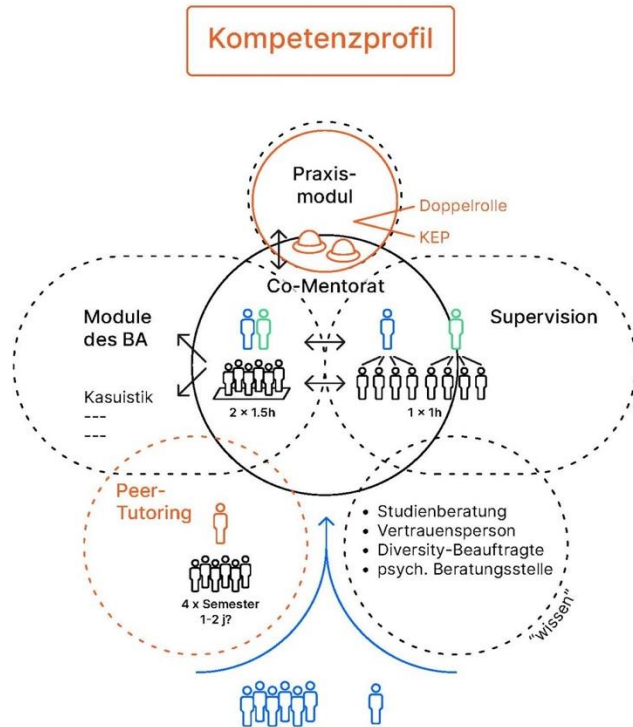 Kompetenzprofil
Praxis-
modul
Doppelrolle
KEP
Co-Mentorat
Module
des BA
Supervision
Kasuistik
---
---
2 × 1.5h
1 × 1h
Peer-
Tutoring
4 x Semester
1-2 j?
• Studienberatung
• Vertrauensperson
• Diversity-Beauftragte
• psych. Beratungsstelle
"wissen"